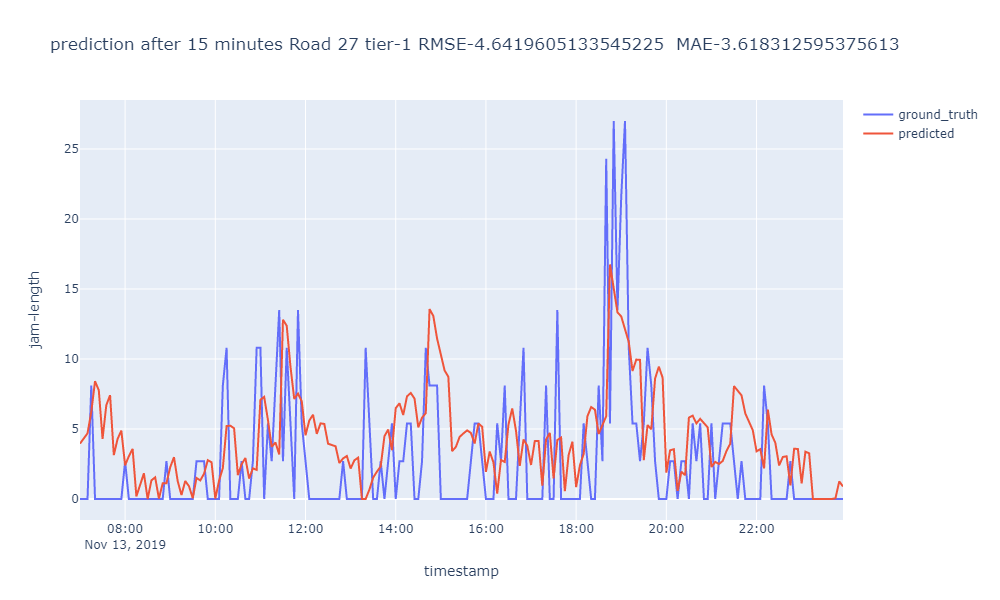 prediction after 15 minutes Road 27 tier-1 RMSE-4.6419605133545225  MAE-3.618312595375613
ground_truth
predicted
jam-length
25
20
15
10
5
0
08:00
10:00
12:00
14:00
16:00
18:00
20:00
22:00
Nov 13, 2019
timestamp